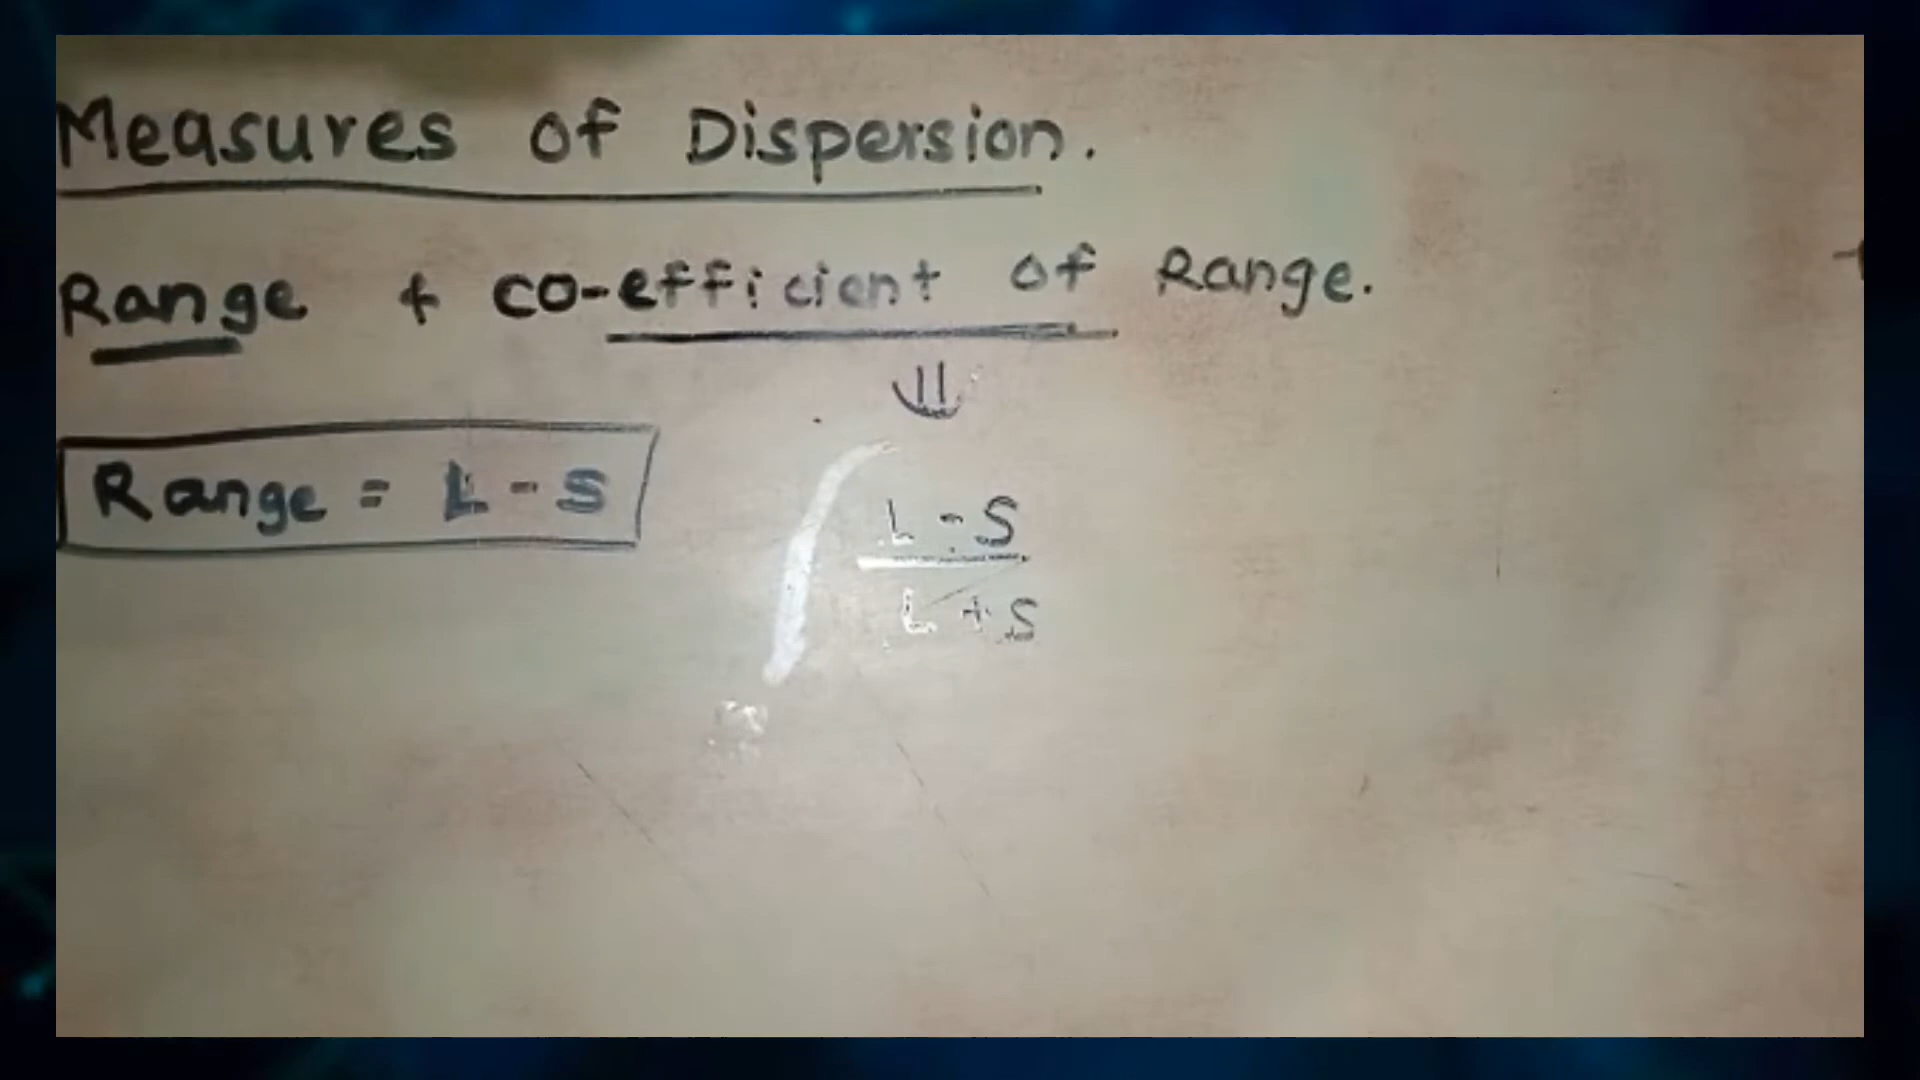 Measures of Dispersion.
Range + co-efficient of Range.
⇓
Range = L - S
L - S
L + S